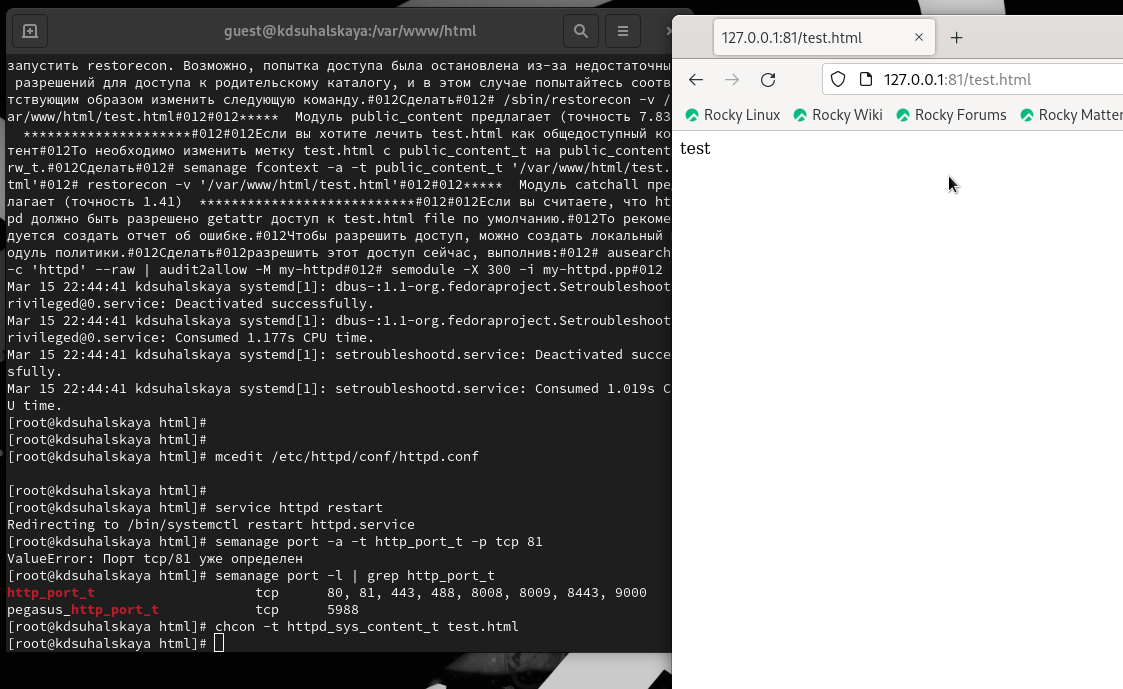 guest@kdsuhalskaya:/var/www/html
запустить restorecon. Возможно, попытка доступа была остановлена из-за недостаточны
разрешений для доступа к родительскому каталогу, и в этом случае попытайтесь соотв
тствующим образом изменить следующую команду.#012Сделать#012# /sbin/restorecon -v /
ar/www/html/test.html#012#012***** Модуль public_content предлагает (точность 7.83
*********************#012#012Если вы хотите лечить test.html как общедоступный ко
тент#012То необходимо изменить метку test.html с public_content_t на public_content
rw_t.#012Сделать#012# semanage fcontext -a -t public_content_t '/var/www/html/test.
tml'#012# restorecon -v '/var/www/html/test.html'#012#012***** Модуль catchall пре
лагает (точность 1.41) ***************************#012#012Если вы считаете, что ht
pd должно быть разрешено getattr доступ к test.html file по умолчанию.#012То рекоме
дуется создать отчет об ошибке.#012Чтобы разрешить доступ, можно создать локальный
одуль политики.#012Сделать#012разрешить этот доступ сейчас, выполнив:#012# ausearch
-c 'httpd' --raw | audit2allow -M my-httpd#012# semodule -X 300 -i my-httpd.pp#012
Mar 15 22:44:41 kdsuhalskaya systemd[1]: dbus-:1.1-org.fedoraproject.Setroubleshoot
rivileged@0.service: Deactivated successfully.
Mar 15 22:44:41 kdsuhalskaya systemd[1]: dbus-:1.1-org.fedoraproject.Setroubleshoot
rivileged@0.service: Consumed 1.177s CPU time.
Mar 15 22:44:41 kdsuhalskaya systemd[1]: setroubleshootd.service: Deactivated succe
sfully.
Mar 15 22:44:41 kdsuhalskaya systemd[1]: setroubleshootd.service: Consumed 1.019s C
U time.
[root@kdsuhalskaya html]#
[root@kdsuhalskaya html]#
[root@kdsuhalskaya html]# mcedit /etc/httpd/conf/httpd.conf
[root@kdsuhalskaya html]#
[root@kdsuhalskaya html]# service httpd restart
Redirecting to /bin/systemctl restart httpd.service
[root@kdsuhalskaya html]# semanage port -a -t http_port_t -p tcp 81
ValueError: Порт tcp/81 уже определен
[root@kdsuhalskaya html]# semanage port -l | grep http_port_t
http_port_t tcp 80, 81, 443, 488, 8008, 8009, 8443, 9000
pegasus_http_port_t tcp 5988
[root@kdsuhalskaya html]# chcon -t httpd_sys_content_t test.html
[root@kdsuhalskaya html]#
127.0.0.1:81/test.html
127.0.0.1:81/test.html
Rocky Linux Rocky Wiki Rocky Forums Rocky Matter
test